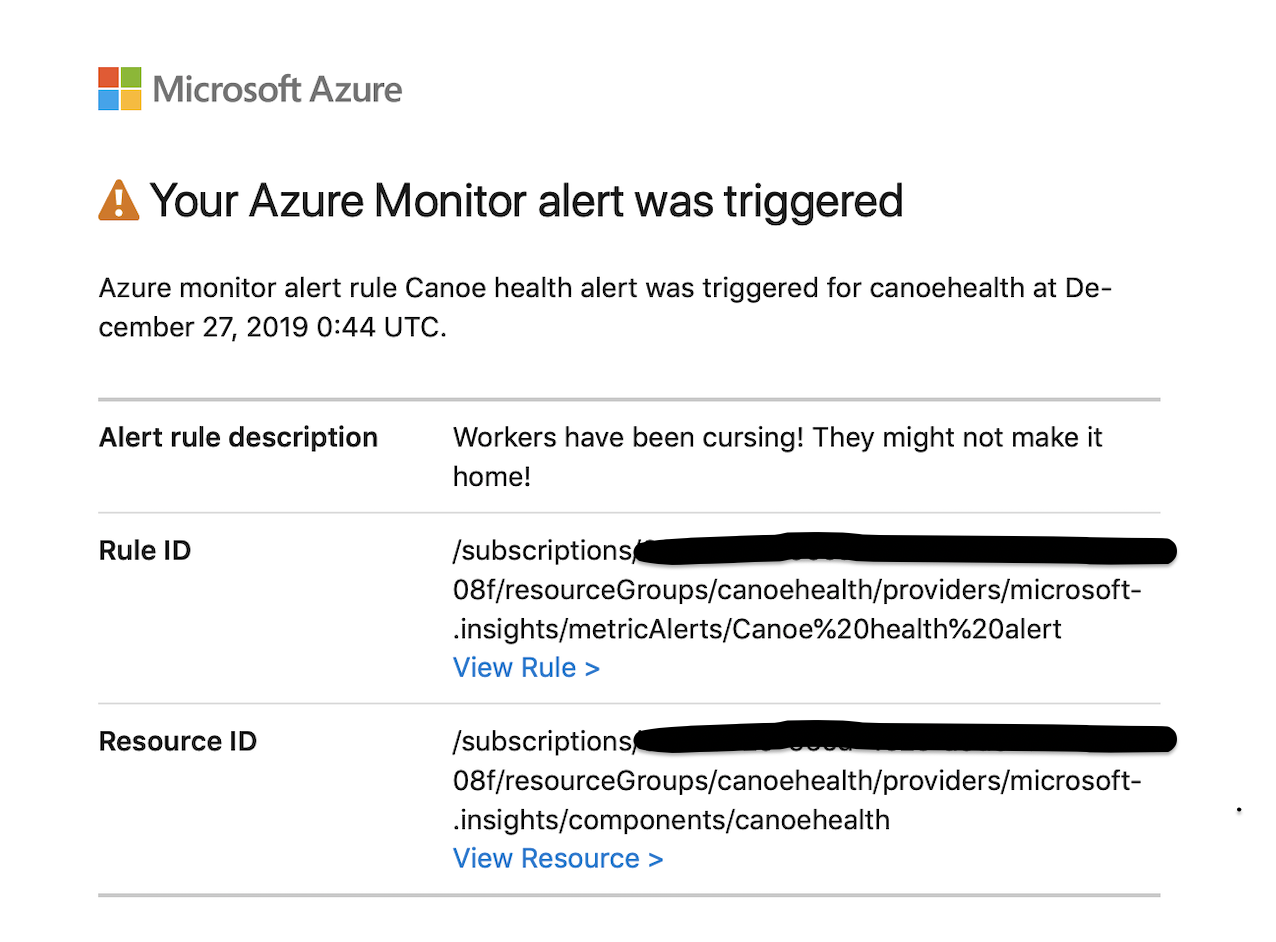 Microsoft Azure
Your Azure Monitor alert was triggered
Azure monitor alert rule Canoe health alert was triggered for canoehealth at De-
cember 27, 2019 0:44 UTC.
Alert rule description
Workers have been cursing! They might not make it
home!
Rule ID
/subscriptions/
08f/resourceGroups/canoehealth/providers/microsoft-
.insights/metricAlerts/Canoe%20health%20alert
View Rule >
Resource ID
/subscriptions/
08f/resourceGroups/canoehealth/providers/microsoft-
.insights/components/canoehealth
View Resource >